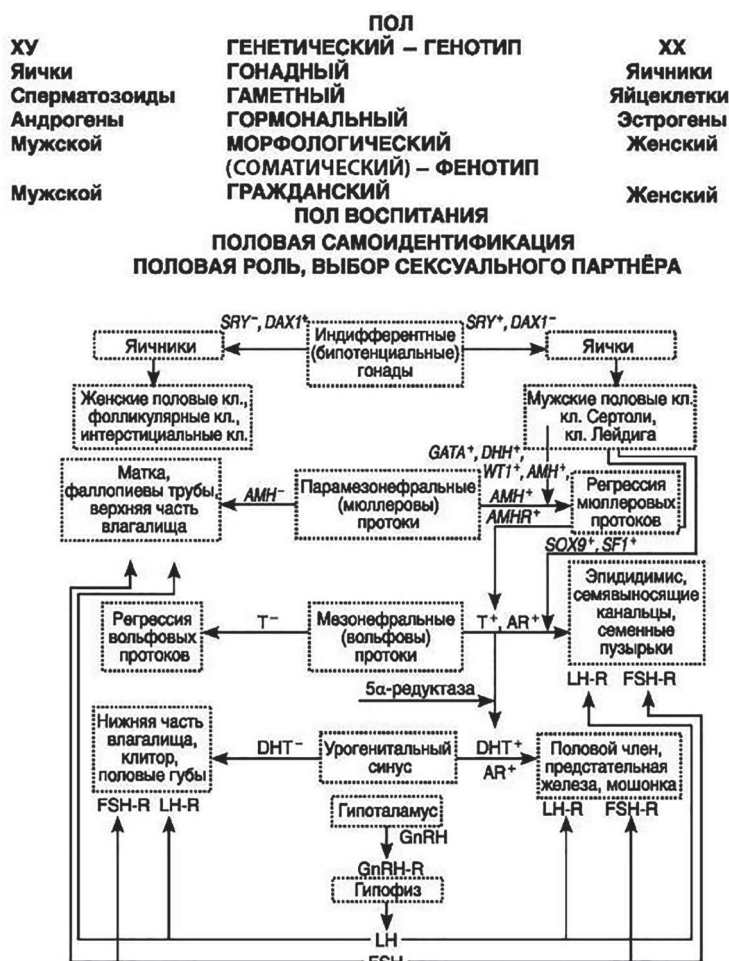 ПОЛ
ХУ ГЕНЕТИЧЕСКИЙ – ГЕНОТИП ХХ
Яички ГОНАДНЫЙ Яичники
Сперматозоиды ГАМЕТНЫЙ Яйцеклетки
Андрогены ГОРМОНАЛЬНЫЙ Эстрогены
Мужской МОРФОЛОГИЧЕСКИЙ Женский
(СОМАТИЧЕСКИЙ) – ФЕНОТИП
Мужской ГРАЖДАНСКИЙ Женский
ПОЛ ВОСПИТАНИЯ
ПОЛОВАЯ САМОИДЕНТИФИКАЦИЯ
ПОЛОВАЯ РОЛЬ, ВЫБОР СЕКСУАЛЬНОГО ПАРТНЁРА
SRY⁻, DAX1⁺
SRY⁺, DAX1⁻
Яичники
Индифферентные
(бипотенциальные)
гонады
Яички
Женские половые кл.,
фолликулярные кл.,
интерстициальные кл.
Мужские половые кл.
кл. Сертоли,
кл. Лейдига
GATA⁺, DHH⁺,
WT1⁺, AMH⁺,
Матка,
фаллопиевы трубы,
верхняя часть
влагалища
AMH⁻
Парамезонефральные
(мюллеровы)
протоки
AMH⁺
AMHR⁺
Регрессия
мюллеровых
протоков
SOX9⁺, SF1⁺
Регрессия
вольфовых
протоков
T⁻
Мезонефральные
(вольфовы)
протоки
T⁺, AR⁺
Эпидидимис,
семявыносящие
канальцы,
семенные
пузырьки
LH-R FSH-R
5α-редуктаза
Нижняя часть
влагалища,
клитор,
половые губы
DHT⁻
Урогенитальный
синус
DHT⁺
AR⁺
Половой член,
предстательная
железа, мошонка
FSH-R LH-R
LH-R FSH-R
Гипоталамус
GnRH
GnRH-R
Гипофиз
LH
FSH